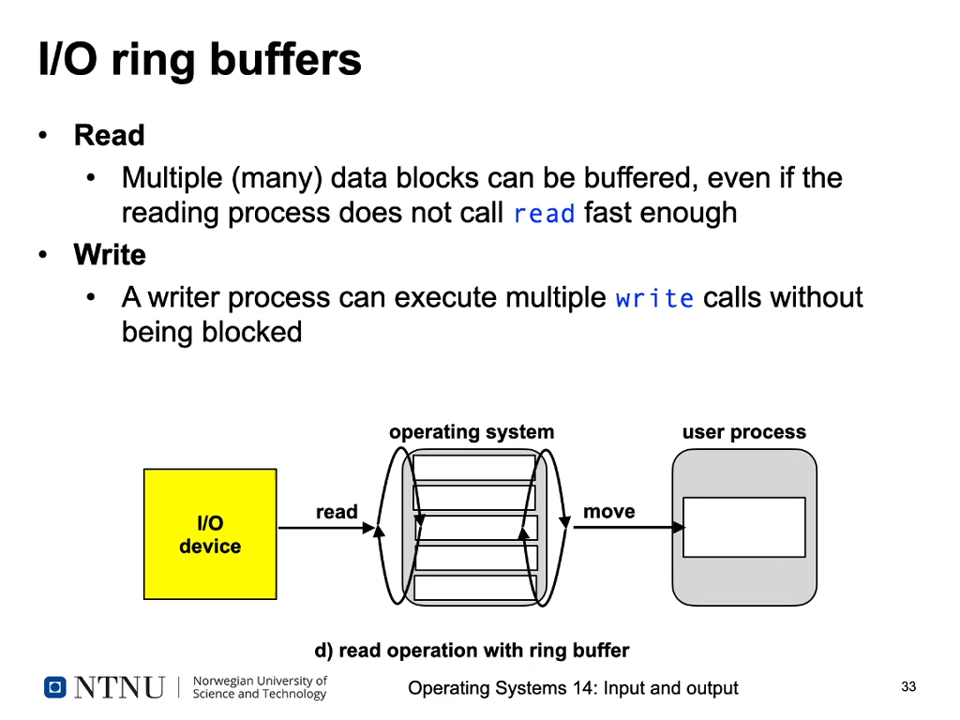 I/O ring buffers
• Read
• Multiple (many) data blocks can be buffered, even if the
reading process does not call read fast enough
• Write
• A writer process can execute multiple write calls without
being blocked
operating system
user process
I/O
device
read
move
d) read operation with ring buffer
NTNU
Norwegian University of
Science and Technology
Operating Systems 14: Input and output
33